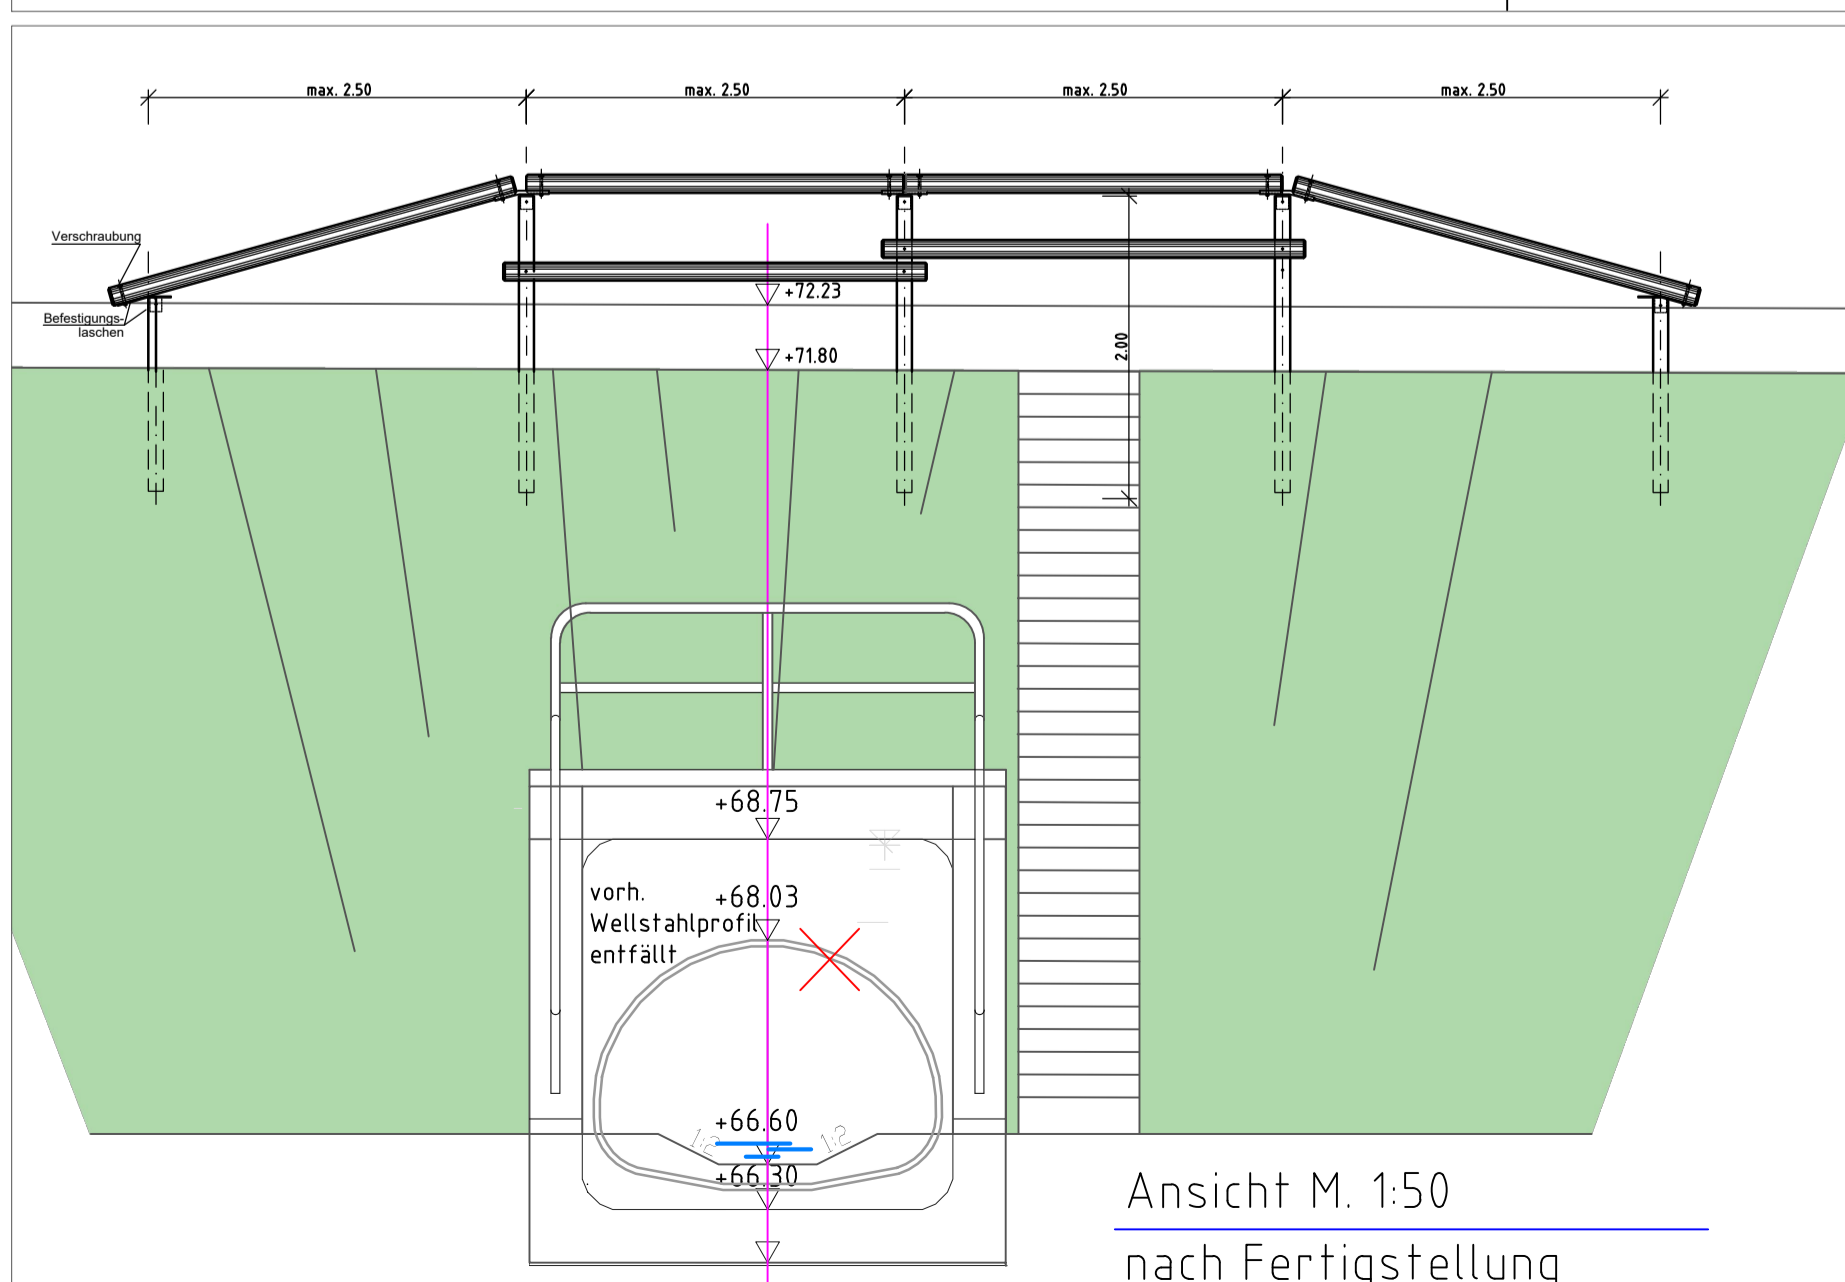 max. 2.50 max. 2.50 max. 2.50 max. 2.50
Verschraubung
Befestigungs-
laschen
+72.23
+71.80
2.00
+68.75
vorh.
Wellstahlprofil
entfällt
+68.03
+66.60
1:2 1:2
+66.30
Ansicht M. 1:50
nach Fertigstellung